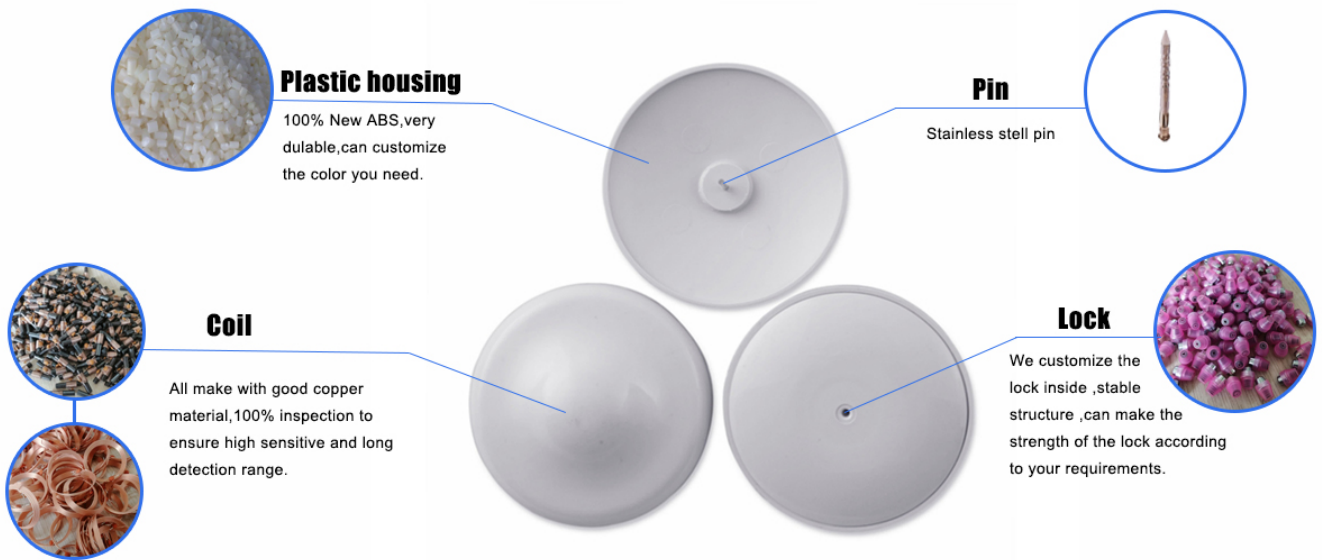 Plastic housing
100% New ABS,very
dulable,can customize
the color you need.
Pin
Stainless stell pin
Coil
All make with good copper
material,100% inspection to
ensure high sensitive and long
detection range.
Lock
We customize the
lock inside ,stable
structure ,can make the
strength of the lock according
to your requirements.